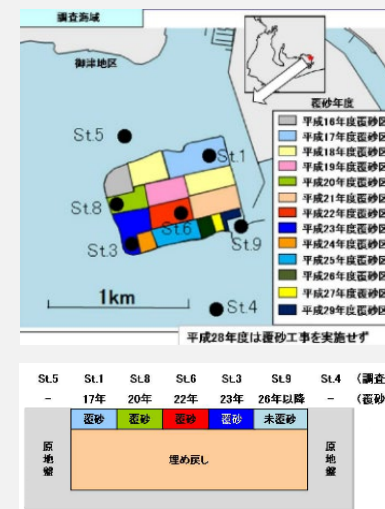 調査海域
御津地区
St.5
St.1
St.8
St.6
St.3
St.9
St.4
1km
覆砂年度
平成16年度覆砂区
平成17年度覆砂区
平成18年度覆砂区
平成19年度覆砂区
平成20年度覆砂区
平成21年度覆砂区
平成22年度覆砂区
平成23年度覆砂区
平成24年度覆砂区
平成25年度覆砂区
平成26年度覆砂区
平成27年度覆砂区
平成29年度覆砂区
平成28年度は覆砂工事を実施せず
St.5 St.1 St.8 St.6 St.3 St.9 St.4 (調査
- 17年 20年 22年 23年 26年以降 - (覆砂
覆砂 覆砂 覆砂 覆砂 未覆砂
原地盤 埋め戻し 原地盤